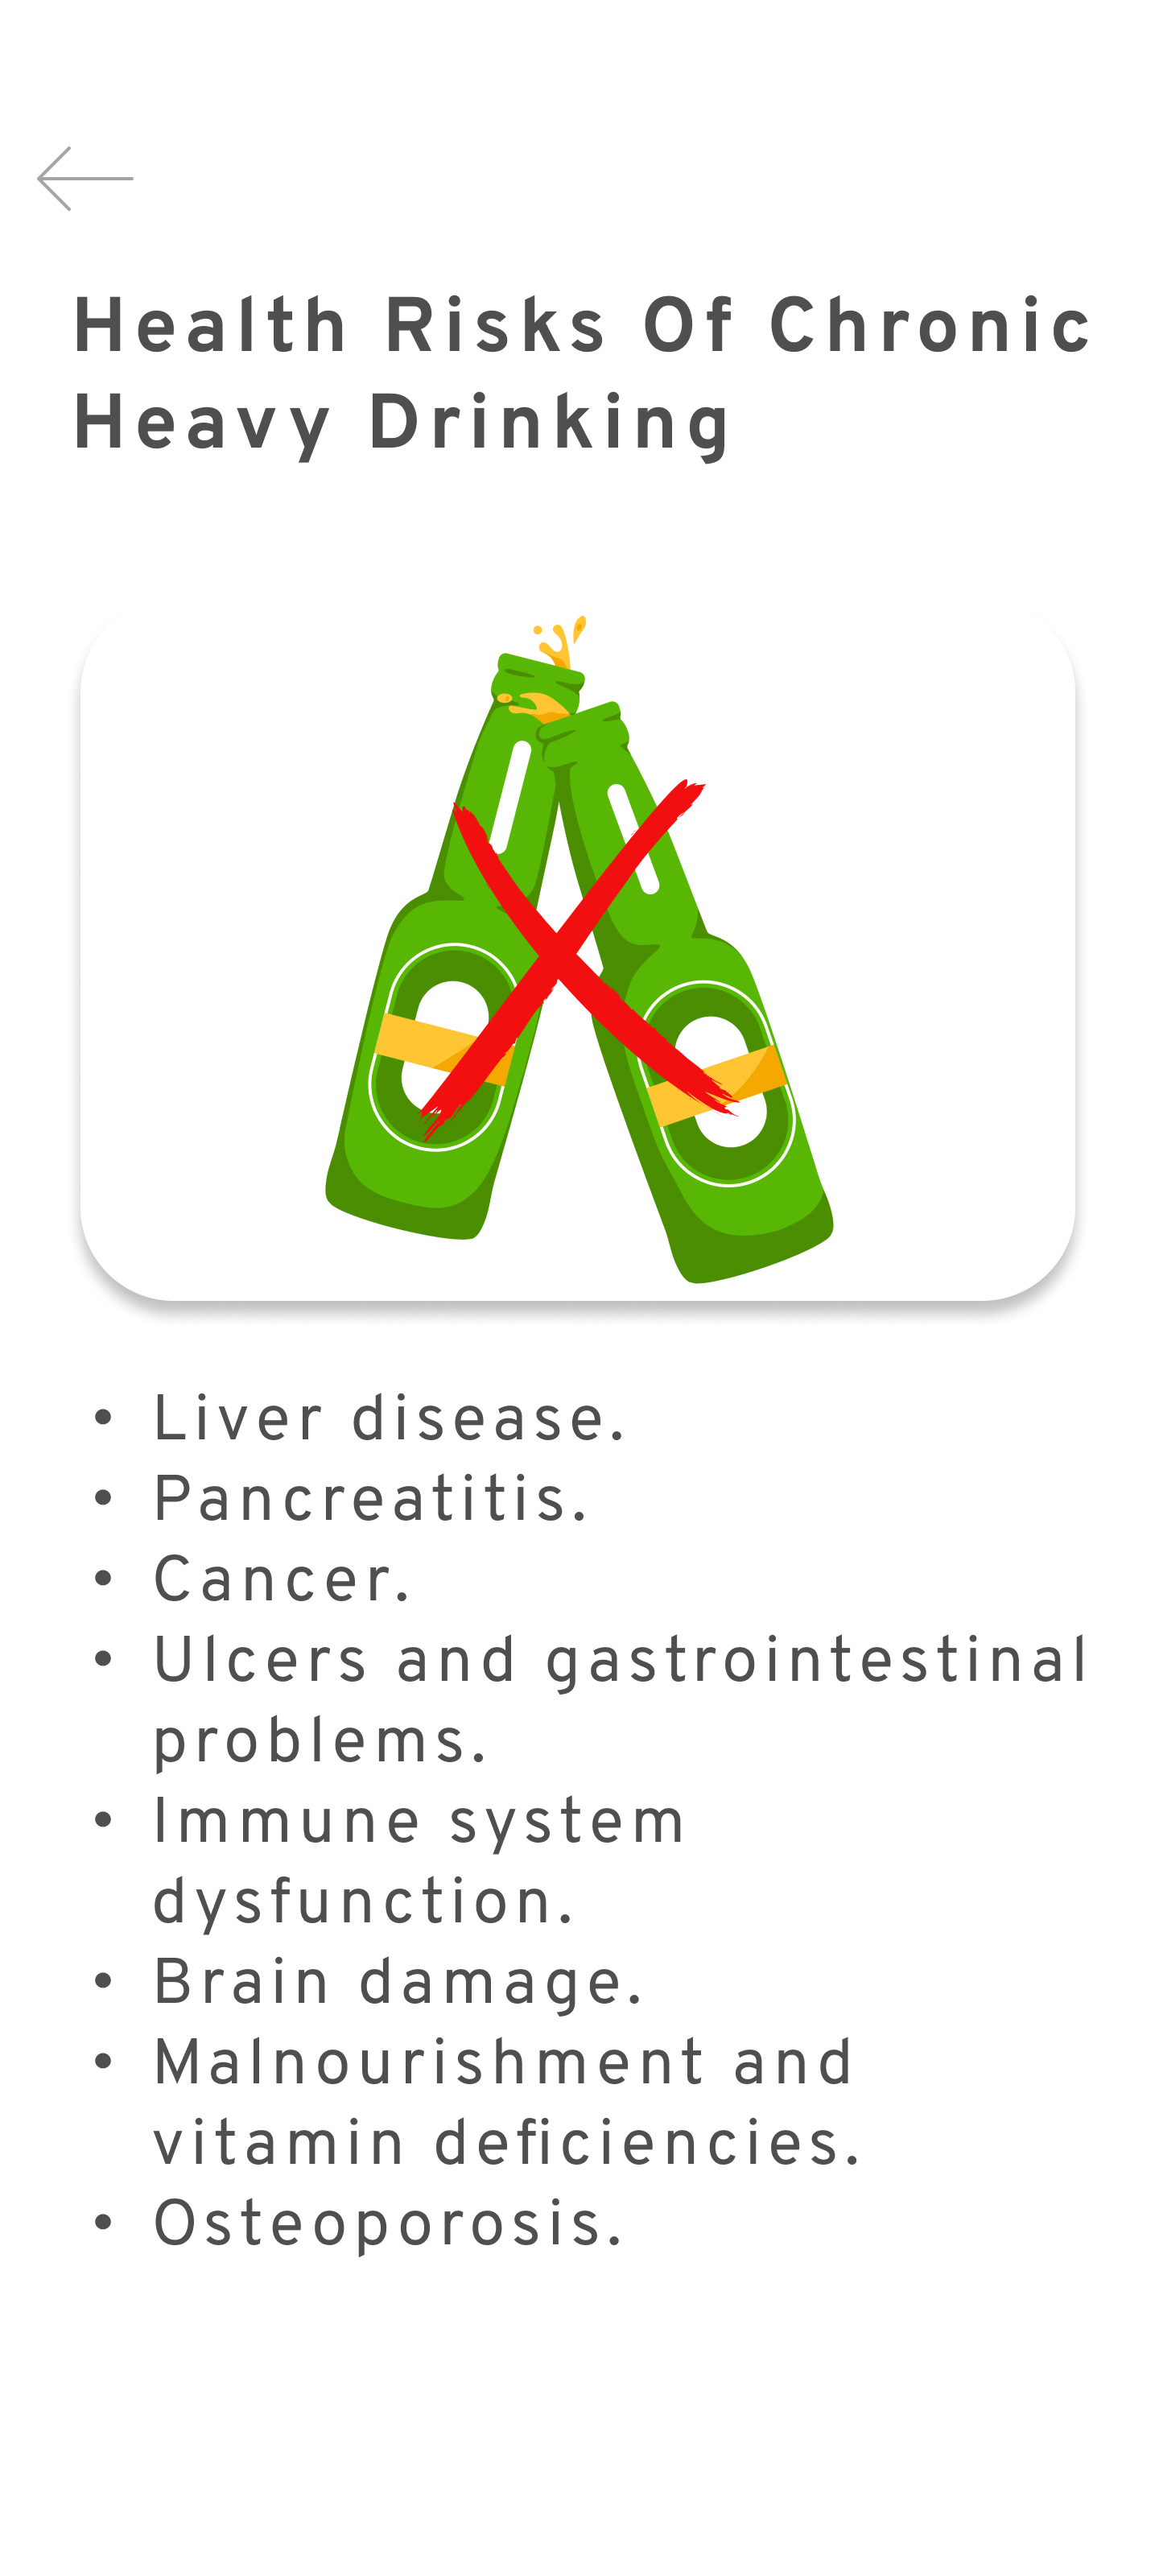 Health Risks Of Chronic
Heavy Drinking
• Liver disease.
• Pancreatitis.
• Cancer.
• Ulcers and gastrointestinal
problems.
• Immune system
dysfunction.
• Brain damage.
• Malnourishment and
vitamin deficiencies.
• Osteoporosis.